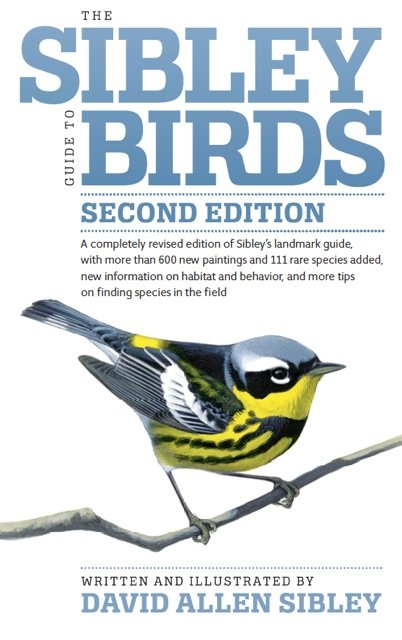 THE
SIBLEY
GUIDE TO
BIRDS
SECOND EDITION
A completely revised edition of Sibley's landmark guide,
with more than 600 new paintings and 111 rare species added,
new information on habitat and behavior, and more tips
on finding species in the field
WRITTEN AND ILLUSTRATED BY
DAVID ALLEN SIBLEY